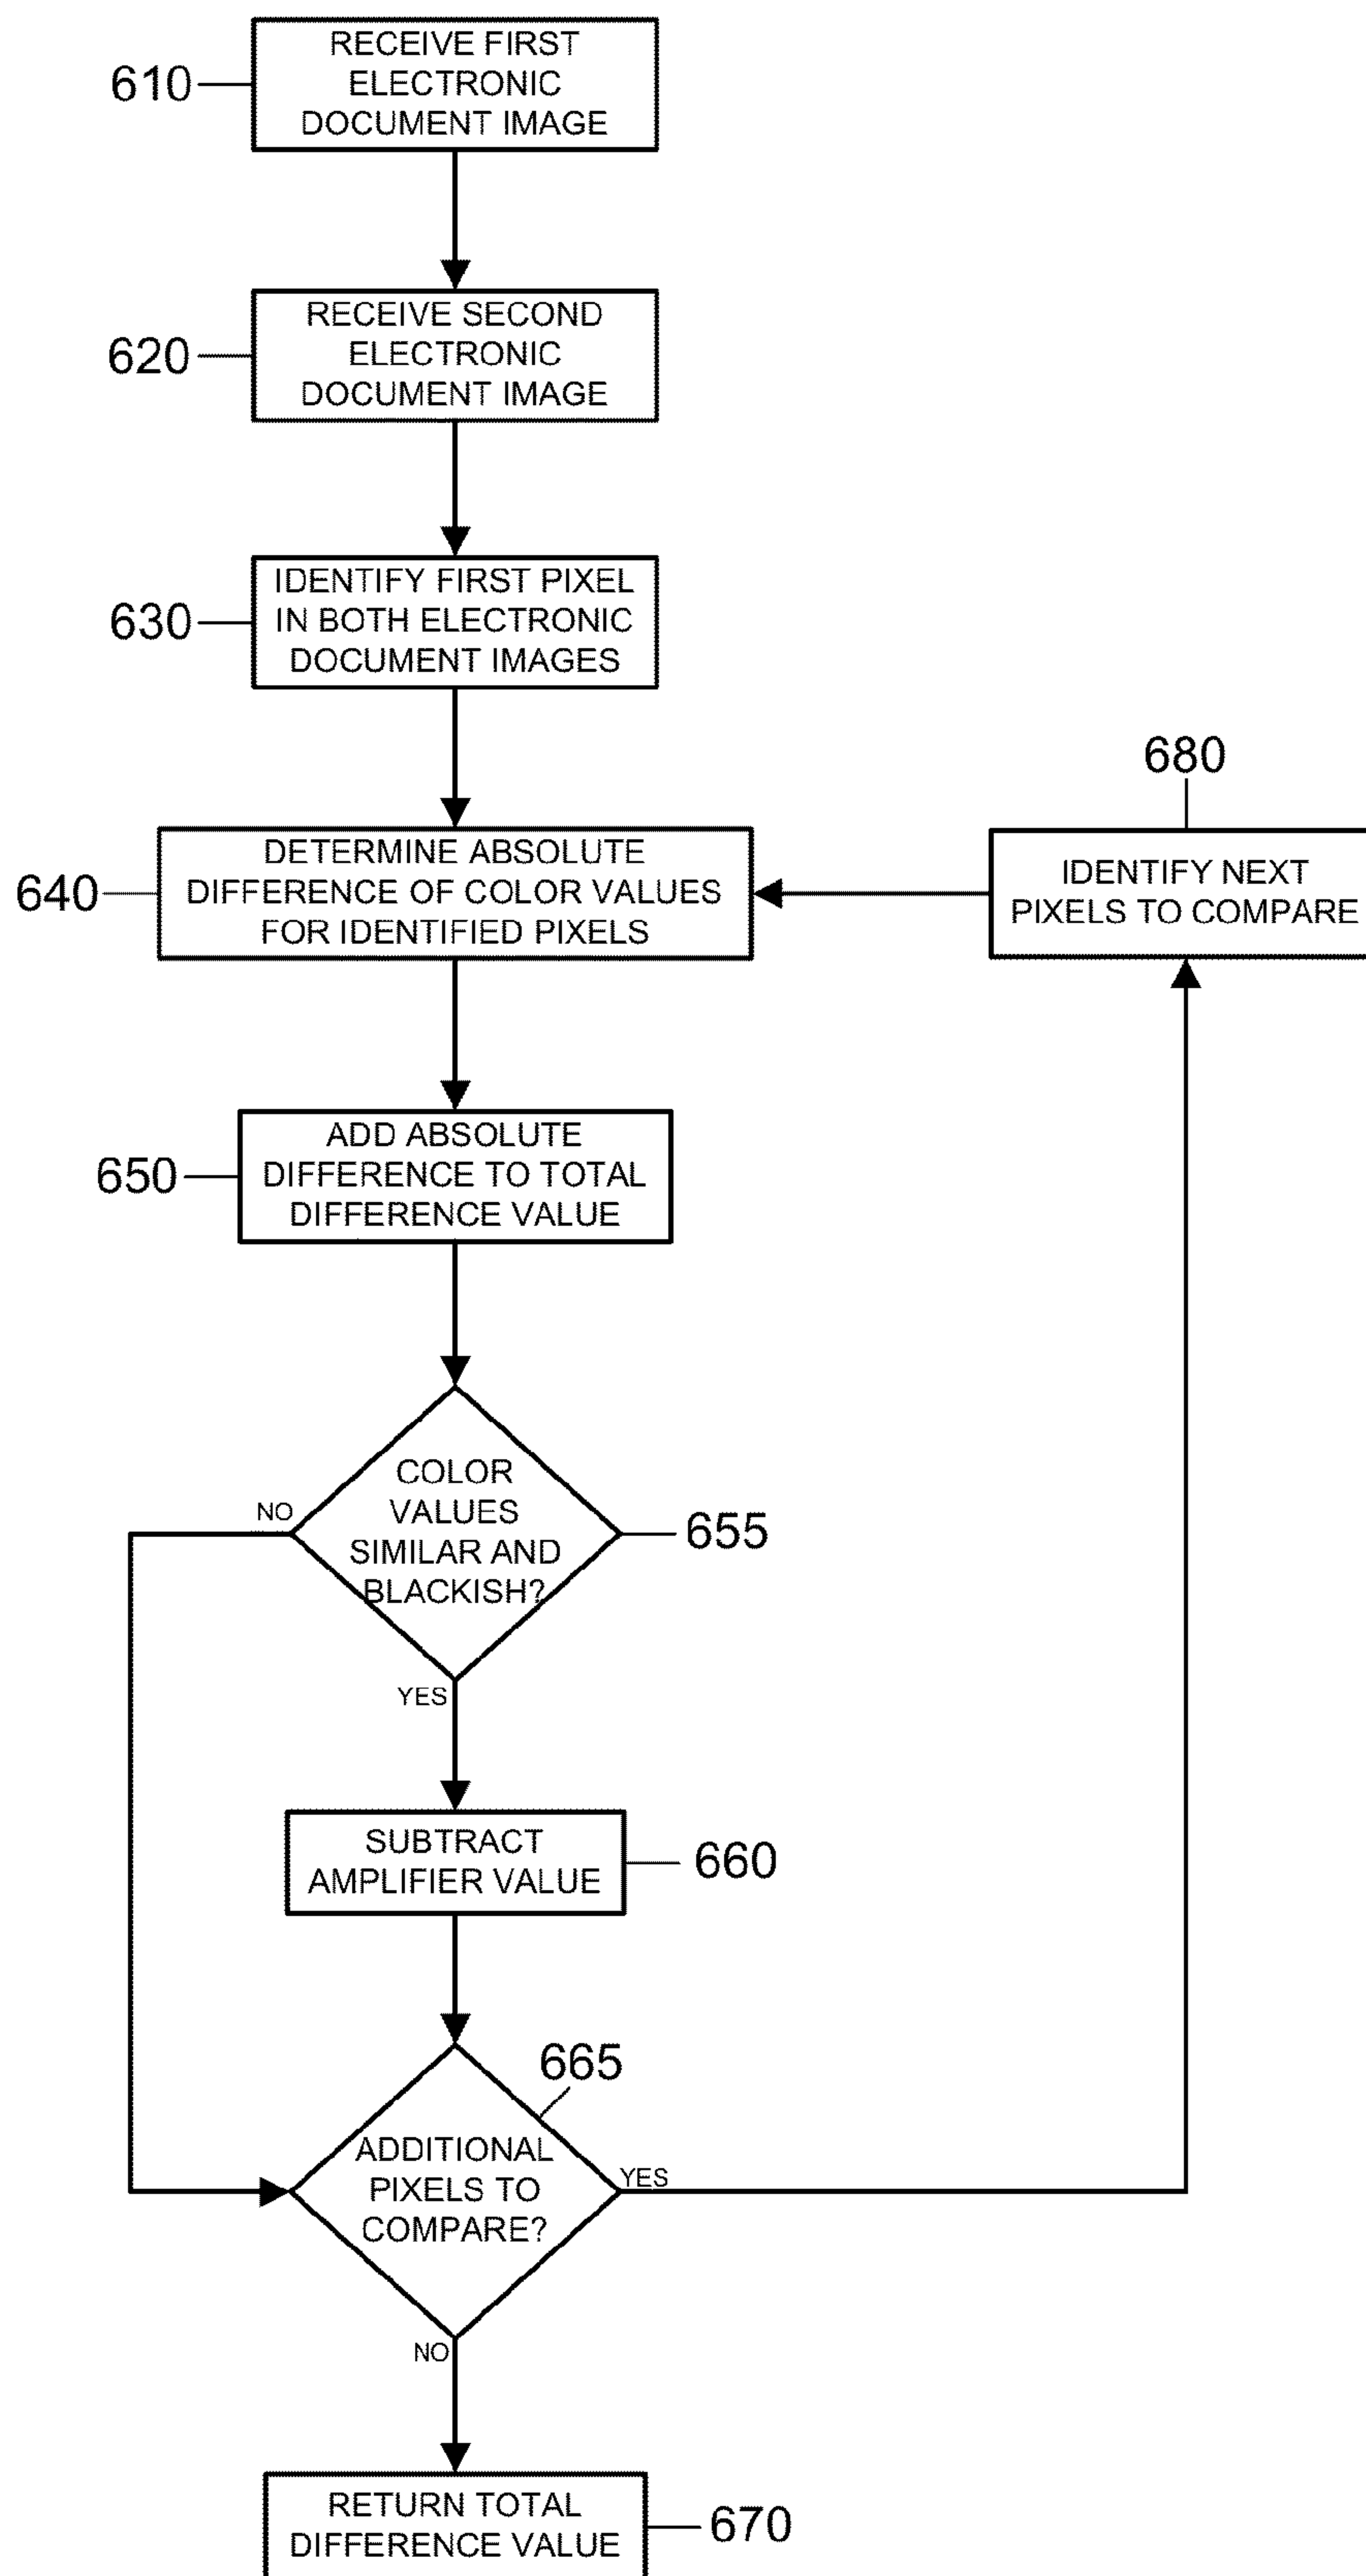 RECEIVE FIRST
ELECTRONIC
DOCUMENT IMAGE
610
RECEIVE SECOND
ELECTRONIC
DOCUMENT IMAGE
620
IDENTIFY FIRST PIXEL
IN BOTH ELECTRONIC
DOCUMENT IMAGES
630
680
DETERMINE ABSOLUTE
DIFFERENCE OF COLOR VALUES
FOR IDENTIFIED PIXELS
640
IDENTIFY NEXT
PIXELS TO COMPARE
ADD ABSOLUTE
DIFFERENCE TO TOTAL
DIFFERENCE VALUE
650
COLOR
VALUES
SIMILAR AND
BLACKISH?
NO
655
YES
SUBTRACT
AMPLIFIER VALUE
660
665
ADDITIONAL
PIXELS TO
COMPARE?
YES
NO
RETURN TOTAL
DIFFERENCE VALUE
670